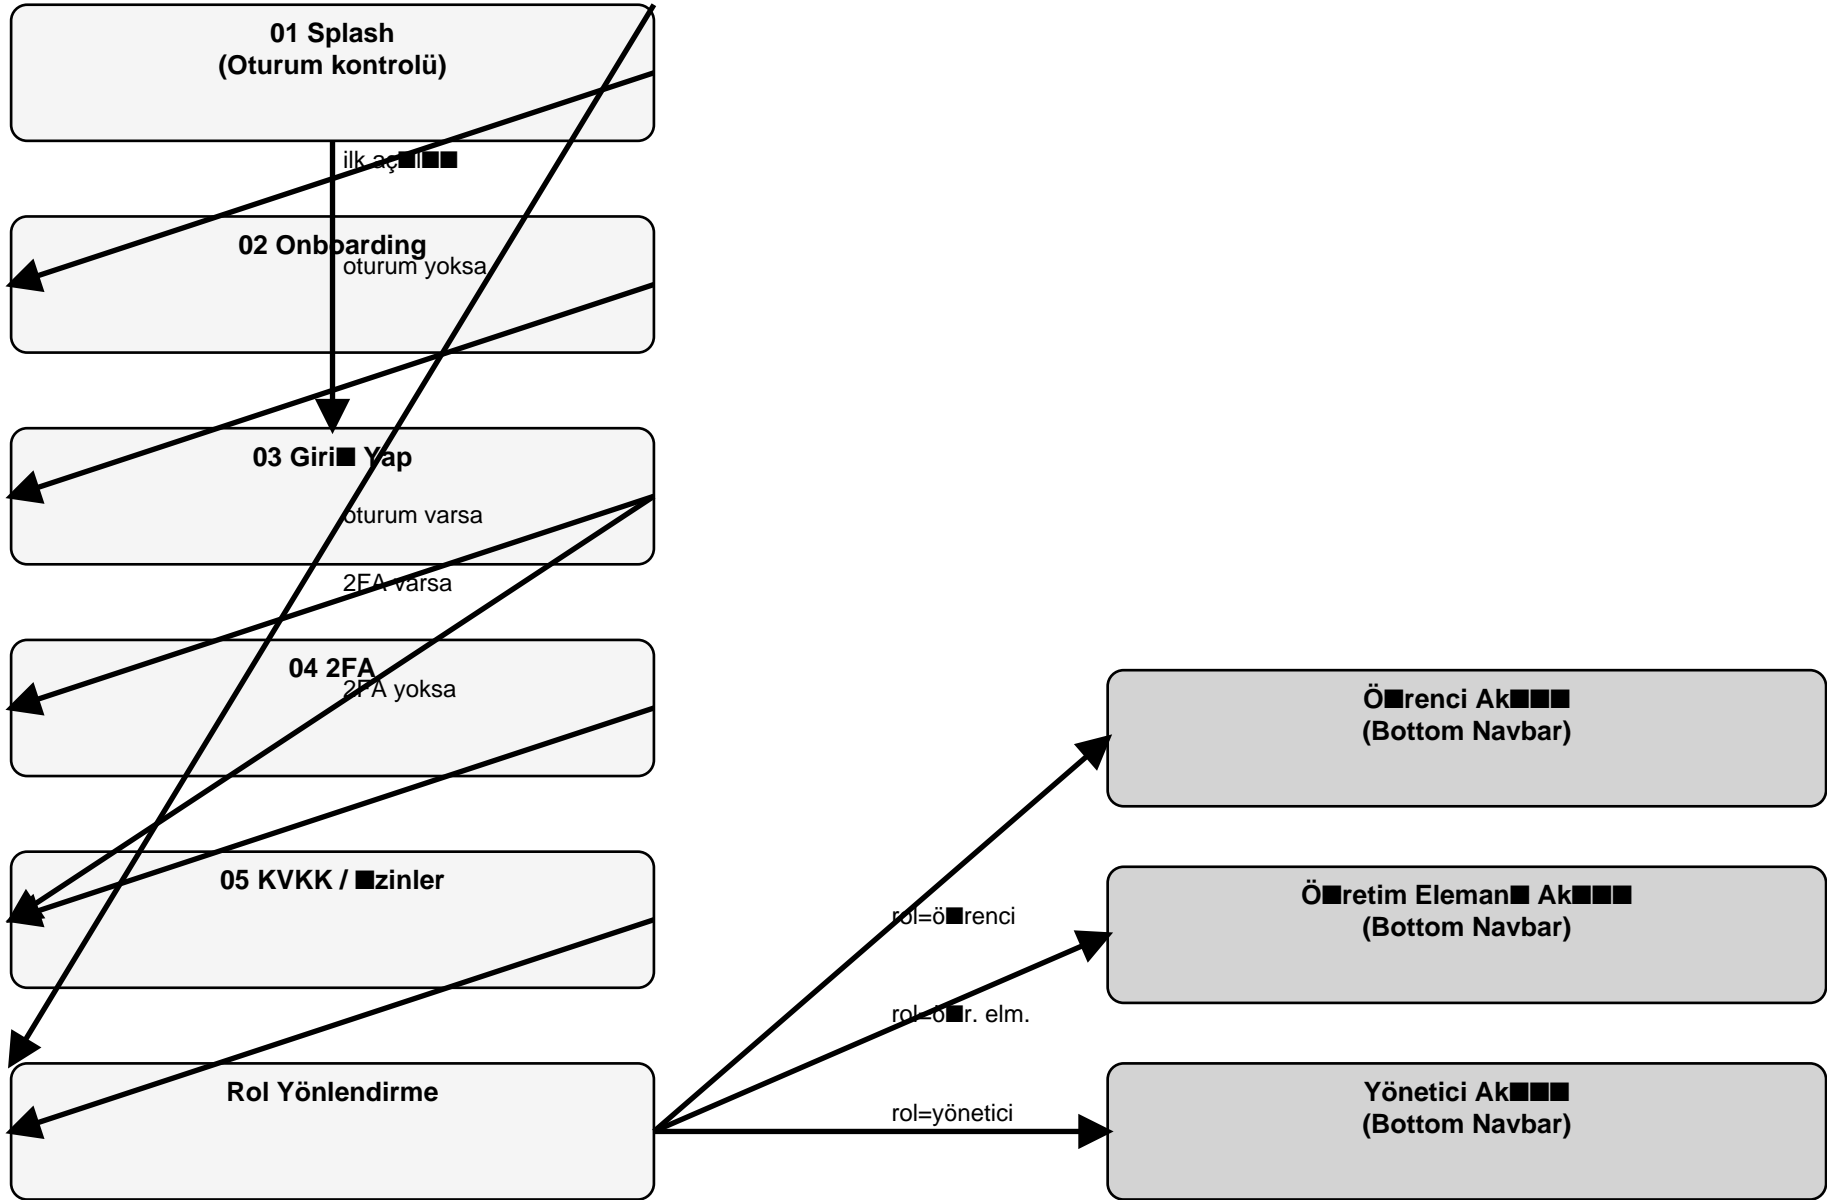 01 Splash
(Oturum kontrolü)
ilk aç■l■■
02 Onboarding
oturum yoksa
03 Giri■ Yap
oturum varsa
2FA varsa
04 2FA
2FA yoksa
Ö■renci Ak■■■
(Bottom Navbar)
05 KVKK / ■zinler
Ö■retim Eleman■ Ak■■■
(Bottom Navbar)
rol=ö■renci
rol=ö■r. elm.
Rol Yönlendirme
rol=yönetici
Yönetici Ak■■■
(Bottom Navbar)